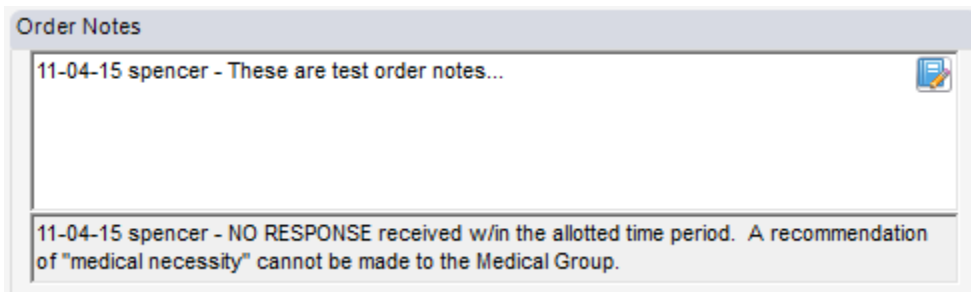 Order Notes
11-04-15 spencer - These are test order notes...
11-04-15 spencer - NO RESPONSE received w/in the allotted time period.  A recommendation
of "medical necessity" cannot be made to the Medical Group.